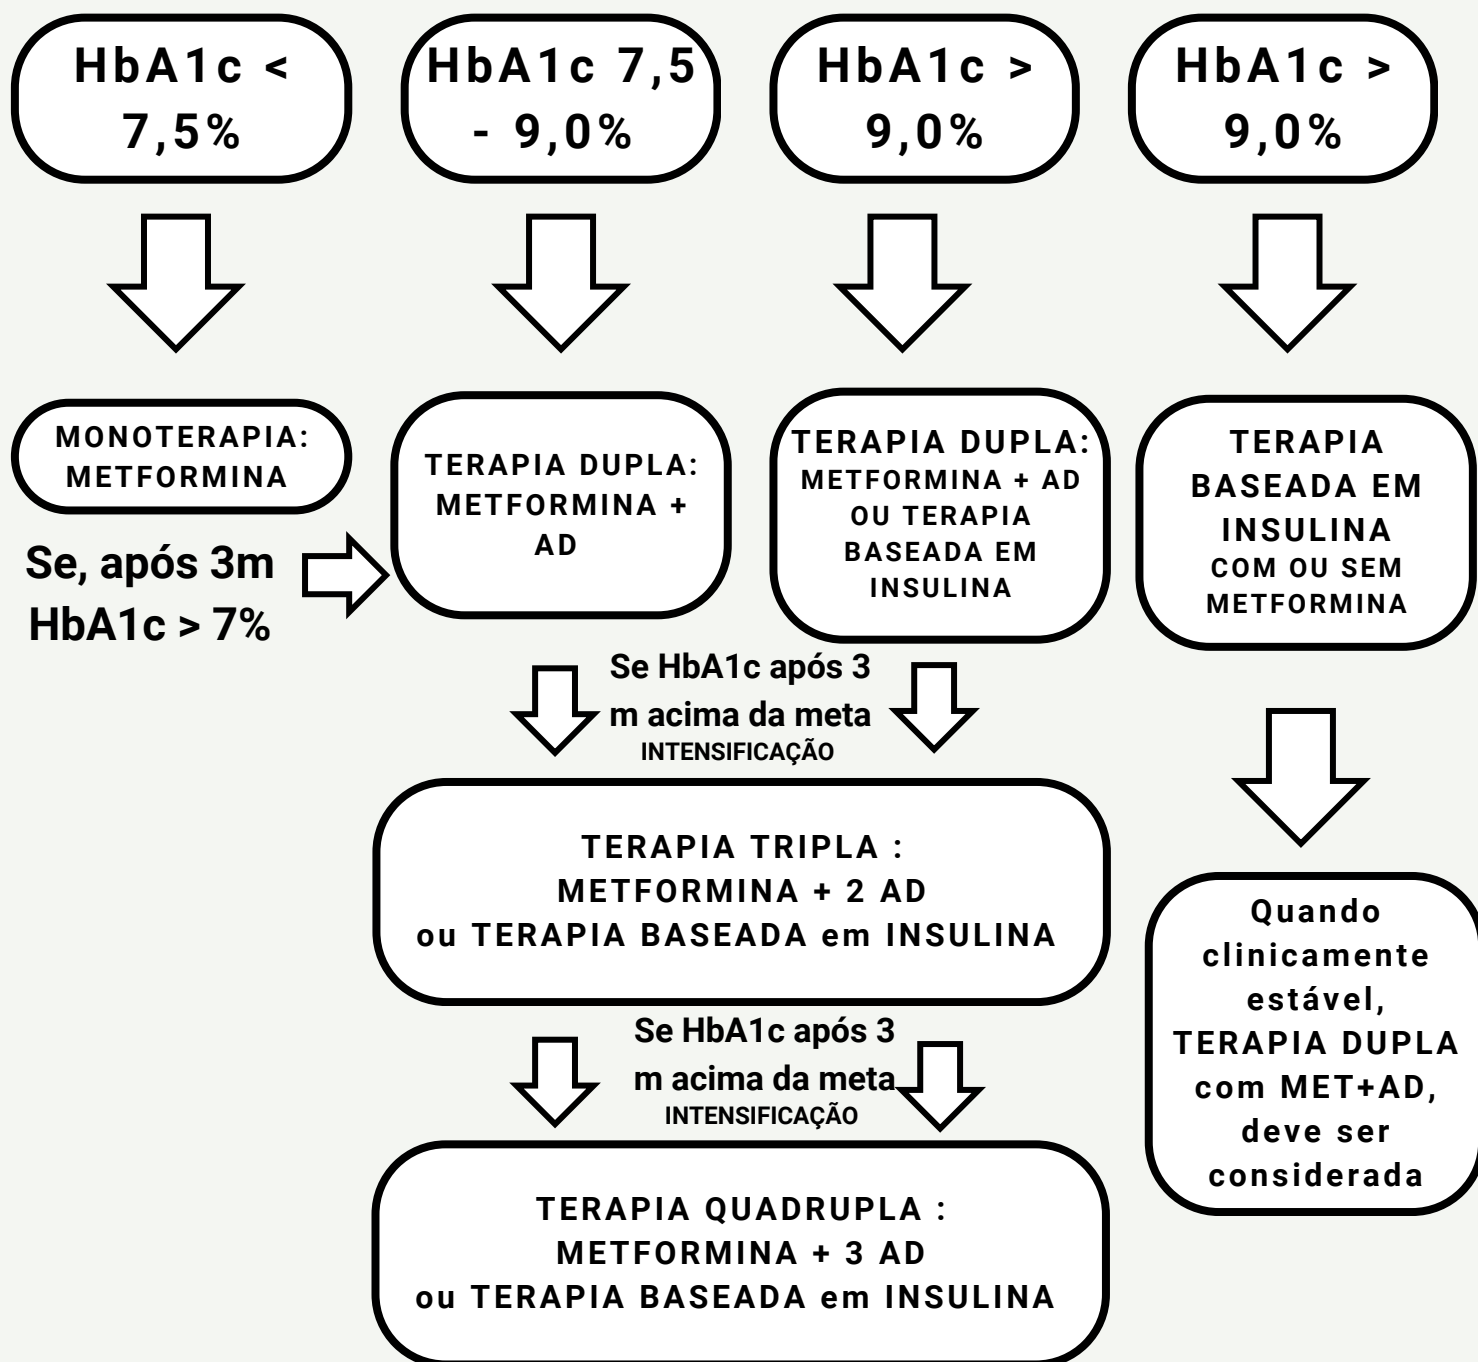 HbA1c <
7,5%
HbA1c 7,5
- 9,0%
HbA1c >
9,0%
HbA1c >
9,0%
MONOTERAPIA:
METFORMINA
Se, após 3m
HbA1c > 7%
TERAPIA DUPLA:
METFORMINA +
AD
TERAPIA DUPLA:
METFORMINA + AD
OU TERAPIA
BASEADA EM
INSULINA
TERAPIA
BASEADA EM
INSULINA
COM OU SEM
METFORMINA
Se HbA1c após 3
m acima da meta
INTENSIFICAÇÃO
TERAPIA TRIPLA :
METFORMINA + 2 AD
ou TERAPIA BASEADA em INSULINA
Quando
clinicamente
estável,
TERAPIA DUPLA
com MET+AD,
deve ser
considerada
Se HbA1c após 3
m acima da meta
INTENSIFICAÇÃO
TERAPIA QUADRUPLA :
METFORMINA + 3 AD
ou TERAPIA BASEADA em INSULINA